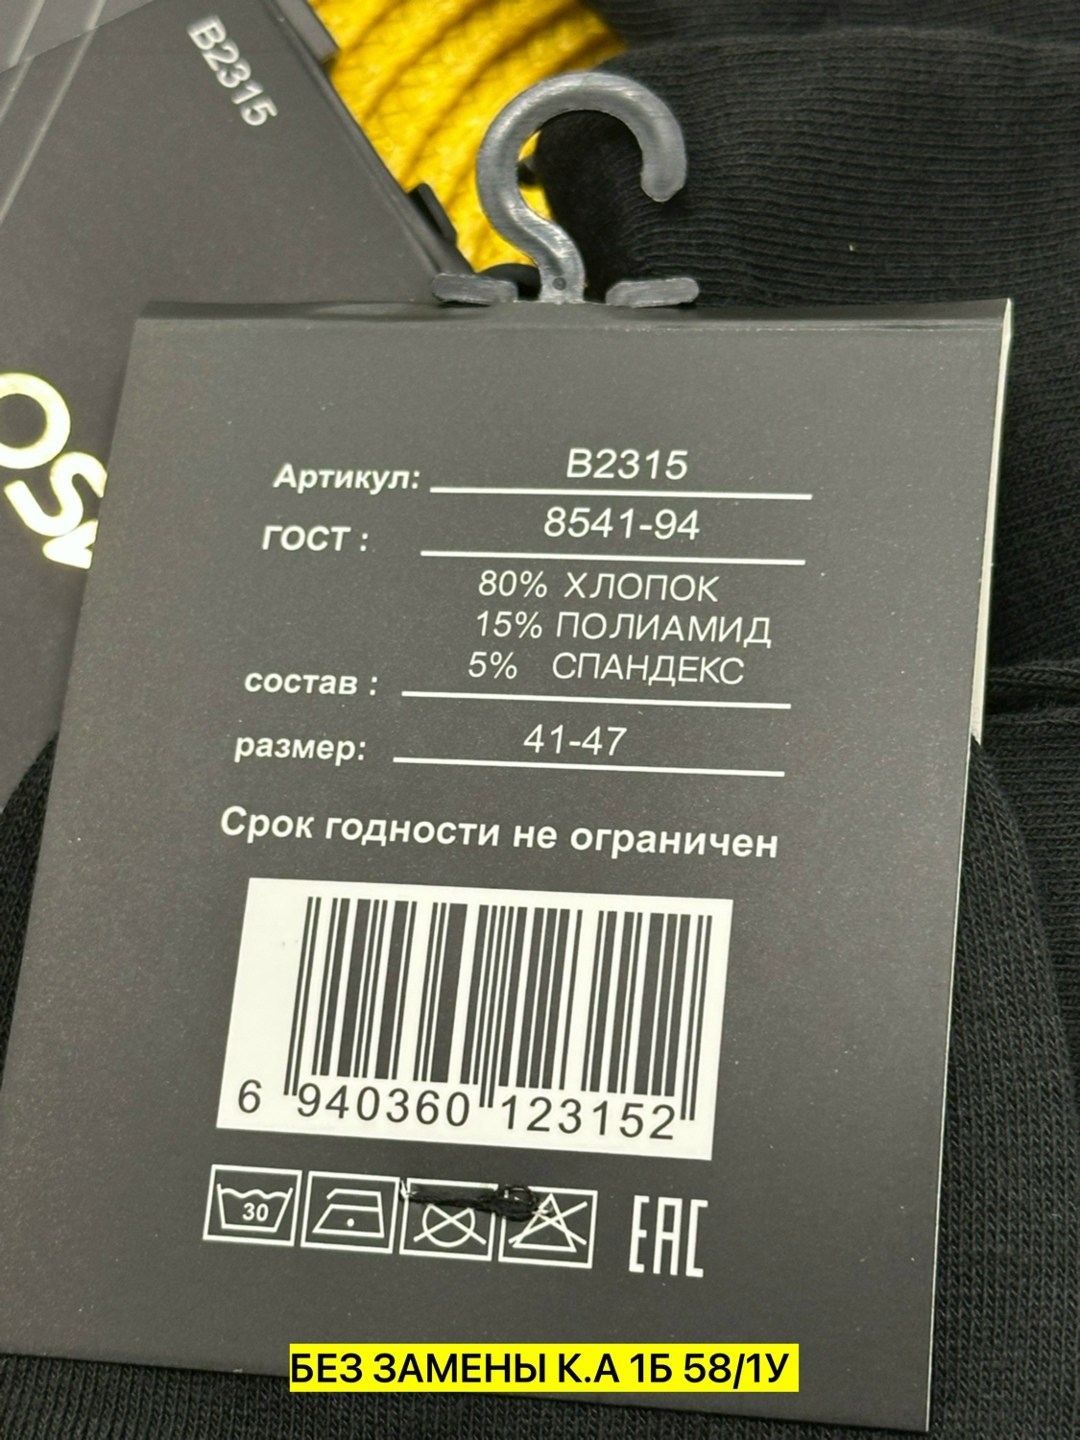 B2315
Артикул: B2315
ГОСТ : 8541-94
80% ХЛОПОК
15% ПОЛИАМИД
5% СПАНДЕКС
состав :
размер: 41-47
Срок годности не ограничен
6 940360 123152
30
EAC
БЕЗ ЗАМЕНЫ К.А 1Б 58/1У